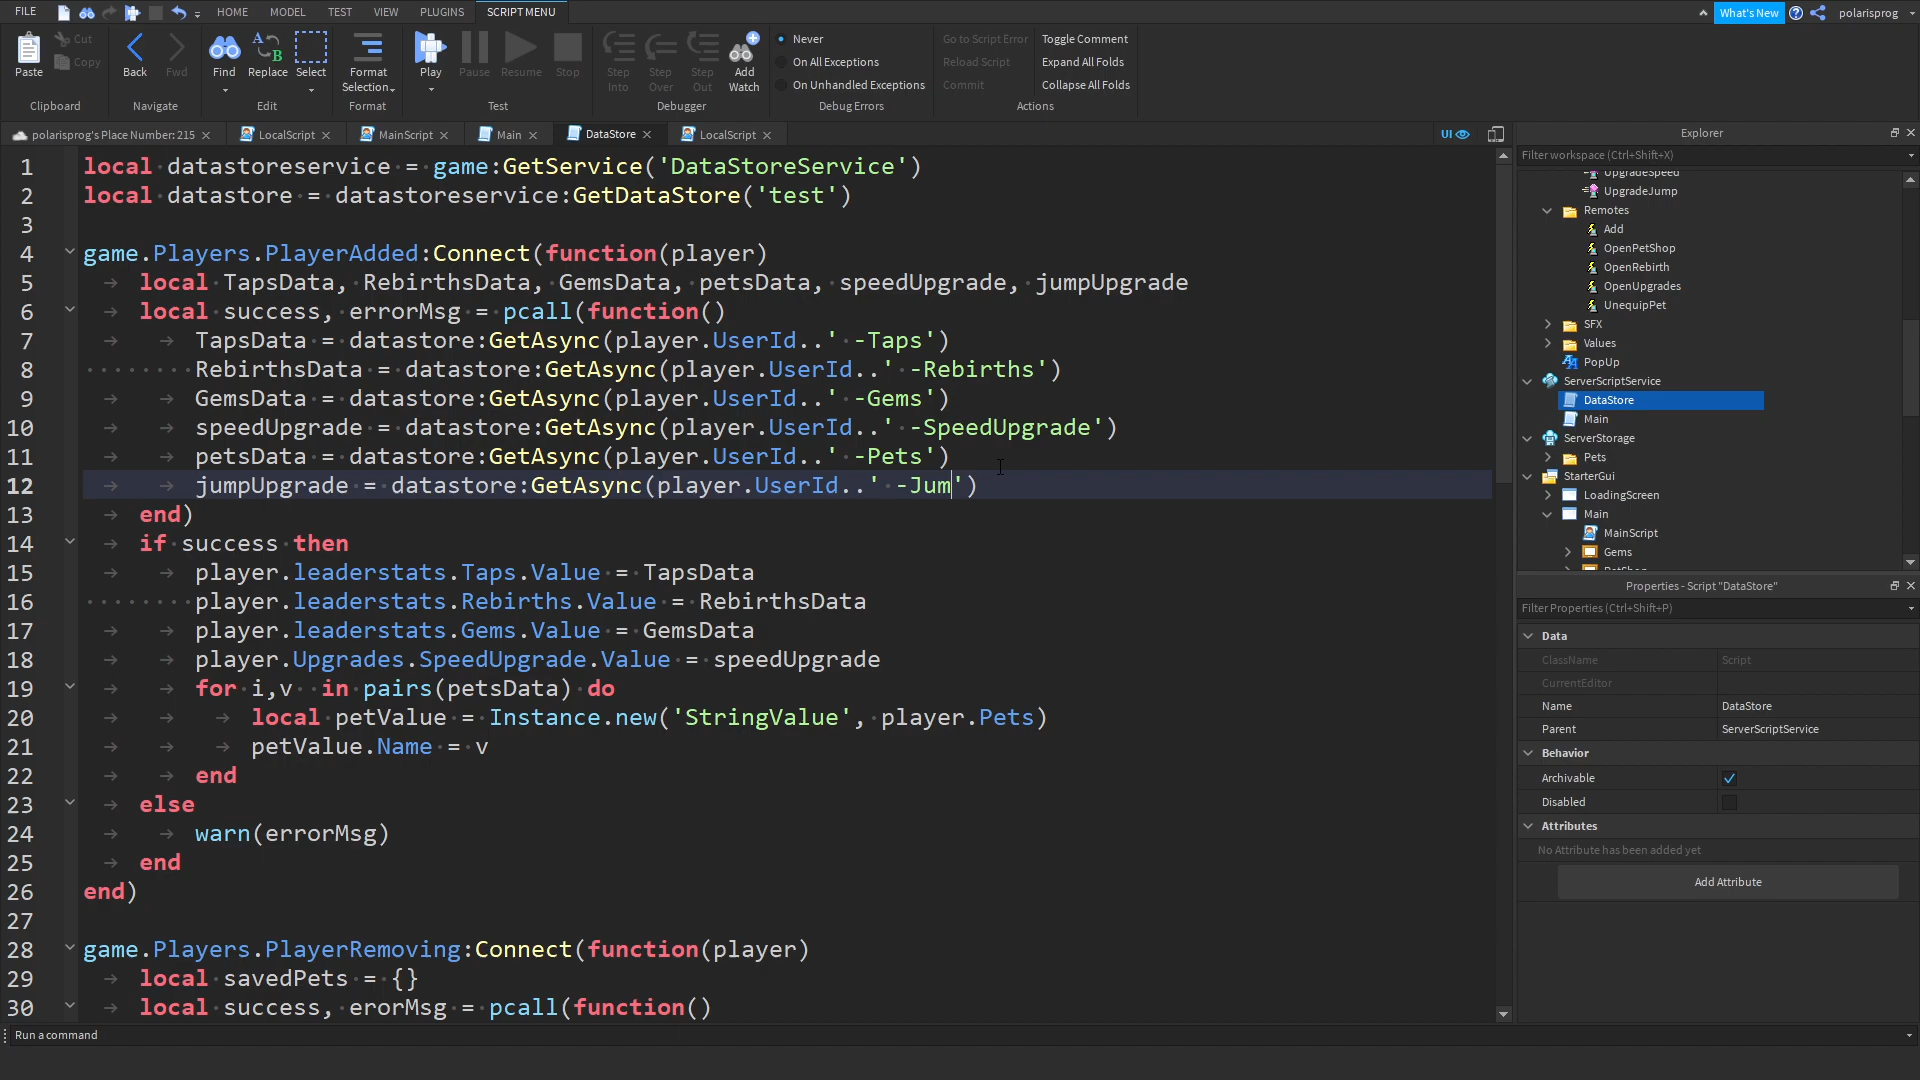 FILE HOME MODEL TEST VIEW PLUGINS SCRIPT MENU What's New polarisprog
Paste Cut Copy Back Fwd Find Replace Select Format Selection Play Pause Resume Stop Step Into Step Over Step Out Add Watch
Never
On All Exceptions
On Unhandled Exceptions
Go to Script Error
Reload Script
Commit
Toggle Comment
Expand All Folds
Collapse All Folds
Clipboard Navigate Edit Format Test Debugger Debug Errors Actions
polarisprog's Place Number: 215 LocalScript MainScript Main DataStore LocalScript UI
1 local datastoreservice = game:GetService('DataStoreService')
2 local datastore = datastoreservice:GetDataStore('test')
3
4 game.Players.PlayerAdded:Connect(function(player)
5 local TapsData, RebirthsData, GemsData, petsData, speedUpgrade, jumpUpgrade
6 local success, errorMsg = pcall(function()
7 TapsData = datastore:GetAsync(player.UserId..' -Taps')
8 RebirthsData = datastore:GetAsync(player.UserId..' -Rebirths')
9 GemsData = datastore:GetAsync(player.UserId..' -Gems')
10 speedUpgrade = datastore:GetAsync(player.UserId..' -SpeedUpgrade')
11 petsData = datastore:GetAsync(player.UserId..' -Pets')
12 jumpUpgrade = datastore:GetAsync(player.UserId..' -Jum')
13 end)
14 if success then
15 player.leaderstats.Taps.Value = TapsData
16 player.leaderstats.Rebirths.Value = RebirthsData
17 player.leaderstats.Gems.Value = GemsData
18 player.Upgrades.SpeedUpgrade.Value = speedUpgrade
19 for i,v in pairs(petsData) do
20 local petValue = Instance.new('StringValue', player.Pets)
21 petValue.Name = v
22 end
23 else
24 warn(errorMsg)
25 end
26 end)
27
28 game.Players.PlayerRemoving:Connect(function(player)
29 local savedPets = {}
30 local success, erorMsg = pcall(function()
Run a command
Explorer
Filter workspace (Ctrl+Shift+X)
UpgradeSpeed
UpgradeJump
Remotes
Add
OpenPetShop
OpenRebirth
OpenUpgrades
UnequipPet
SFX
Values
PopUp
ServerScriptService
DataStore
Main
ServerStorage
Pets
StarterGui
LoadingScreen
Main
MainScript
Gems
Properties - Script "DataStore"
Filter Properties (Ctrl+Shift+P)
Data
ClassName Script
CurrentEditor
Name DataStore
Parent ServerScriptService
Behavior
Archivable
Disabled
Attributes
No Attribute has been added yet
Add Attribute